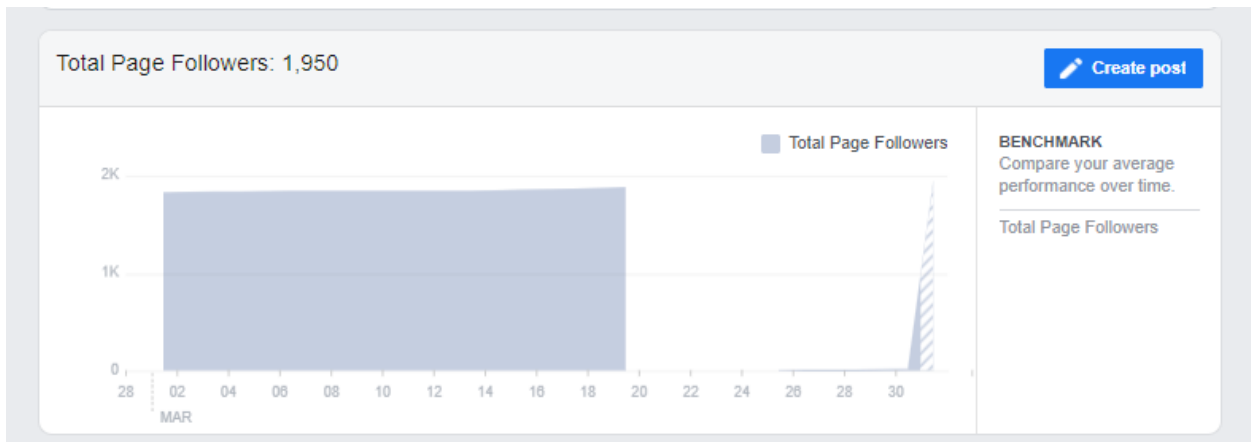 Total Page Followers: 1,950
Create post
Total Page Followers
BENCHMARK
Compare your average
performance over time.
Total Page Followers
2K
1K
0
28 02 04 06 08 10 12 14 16 18 20 22 24 26 28 30
MAR